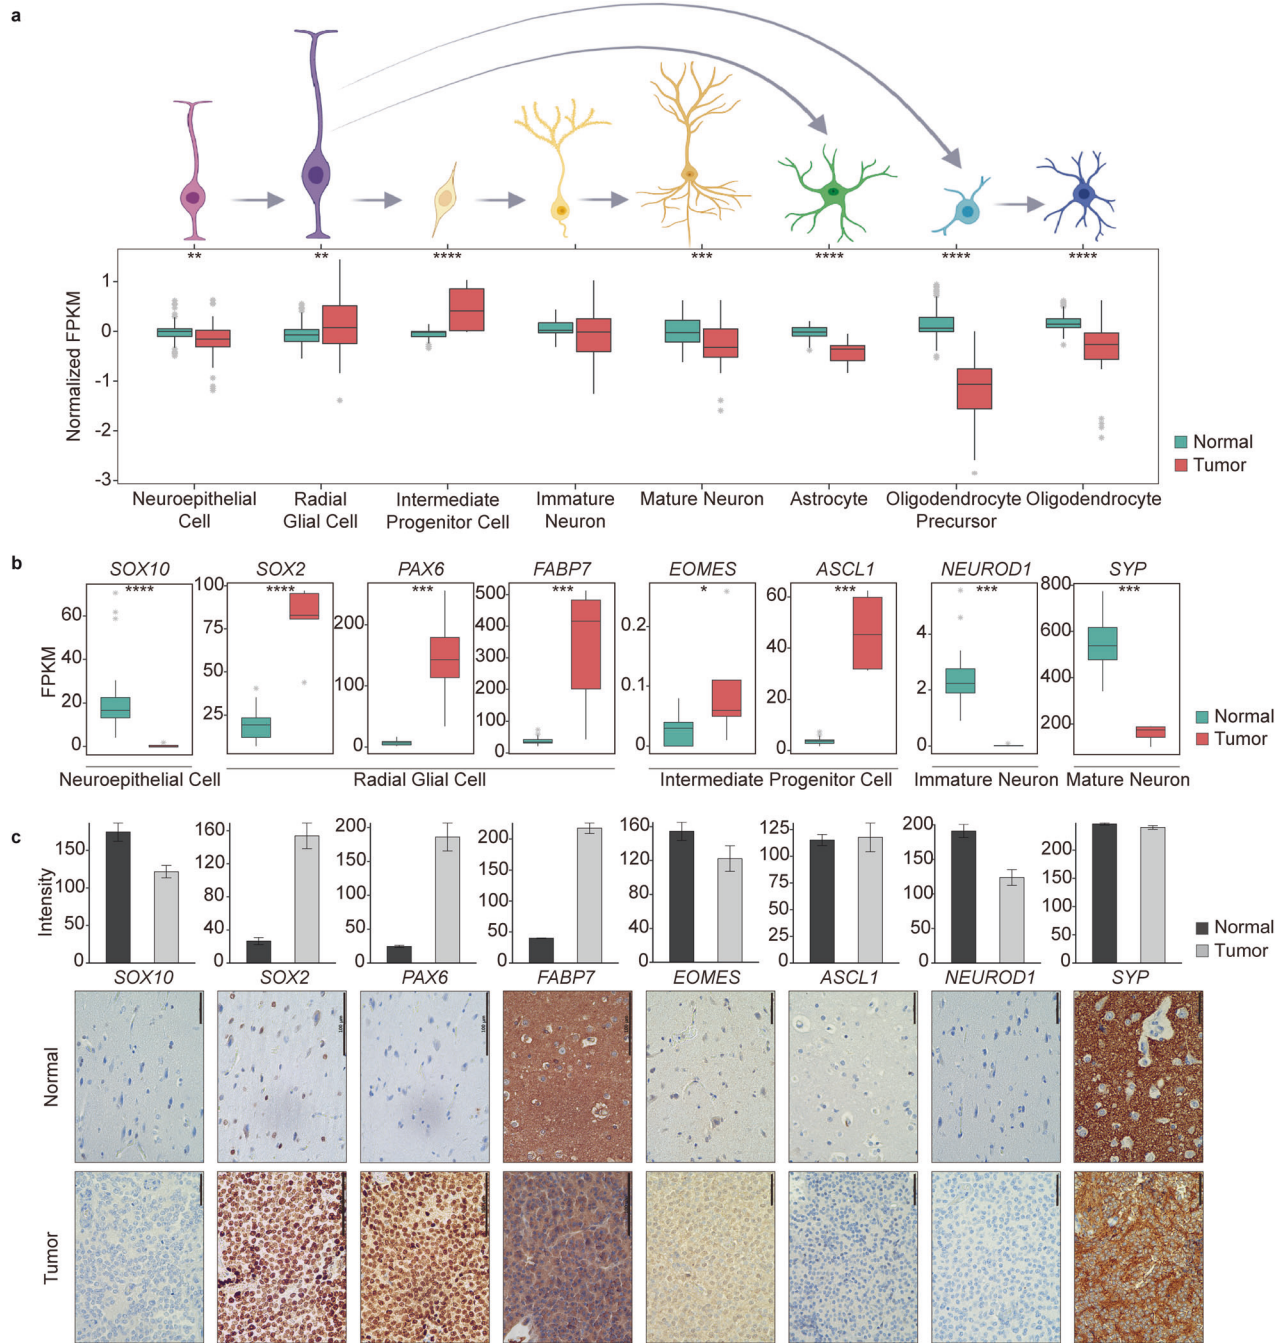 a
** ** **** *** **** **** ****
Normalized FPKM
1
0
-1
-2
-3
Normal
Tumor
Neuroepithelial Cell
Radial Glial Cell
Intermediate Progenitor Cell
Immature Neuron
Mature Neuron
Astrocyte
Oligodendrocyte Precursor
Oligodendrocyte
b
SOX10 SOX2 PAX6 FABP7 EOMES ASCL1 NEUROD1 SYP
**** **** *** *** * *** *** ***
FPKM
60
40
20
0
100
75
50
25
200
100
0
500
400
300
200
100
0
0.2
0.1
0
60
40
20
0
4
2
0
800
600
400
200
Normal
Tumor
Neuroepithelial Cell
Radial Glial Cell
Intermediate Progenitor Cell
Immature Neuron
Mature Neuron
c
Intensity
150
100
50
0
160
120
80
40
0
200
150
100
50
0
200
150
100
50
0
160
120
80
40
0
125
100
75
50
25
0
200
150
100
50
0
200
150
100
50
0
Normal
Tumor
SOX10 SOX2 PAX6 FABP7 EOMES ASCL1 NEUROD1 SYP
Normal
100 µm
100 µm
Tumor